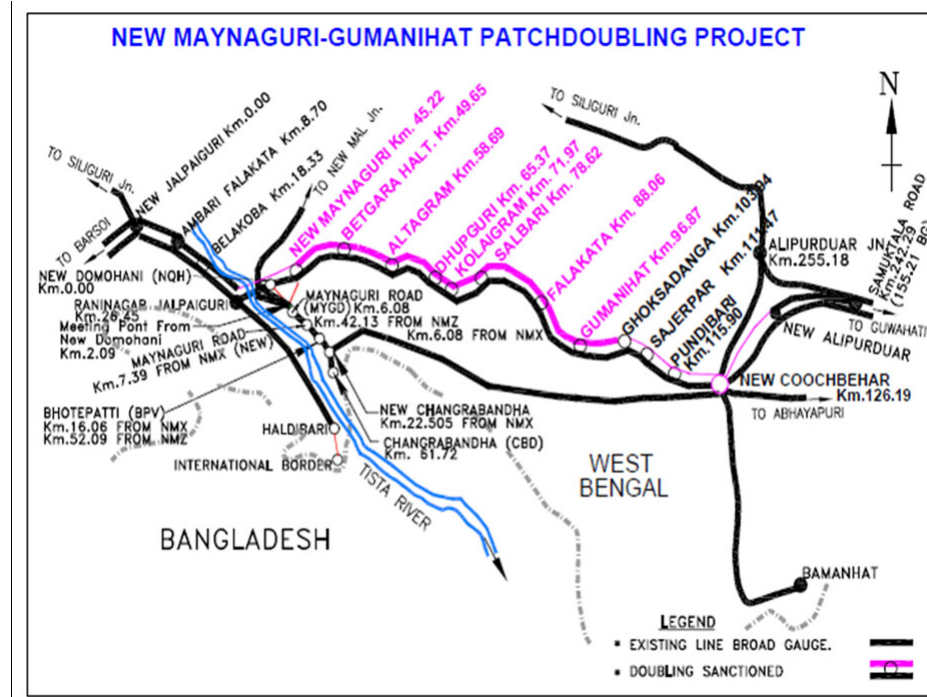 NEW MAYNAGURI-GUMANIHAT PATCHDOUBLING PROJECT
N
TO SILIGURI Jn.
TO SILIGURI Jn.
NEW JALPAIGURI Km.0.00
AMBARI FALAKATA Km.8.70
BELAKOBA Km.18.33
TO NEW MAL Jn.
NEW MAYNAGURI Km. 45.22
BETGARA HALT. Km.49.65
ALTAGRAM Km.58.69
DHUPGURI Km. 65.37
KOLAIGRAM Km. 71.97
SALBARI Km. 78.62
FALAKATA Km. 88.06
GUMANIHAT Km.96.87
GHOKSADANGA Km.103.94
SAJERPAR Km. 111.47
PUNDIBARI
Km.115.90
ALIPURDUAR JN.
Km.255.18
SAMUKTALA ROAD
Km.242.29
(155.21 BG)
TO GUWAHATI
NEW ALIPURDUAR
TO BARSOI
NEW DOMOHANI (NQH)
Km.0.00
RANINAGAR JALPAIGURI
Km.26.45
Meeting Pont From
New Domohani
Km.2.09
MAYNAGURI ROAD
(MYGD) Km.6.08
Km.42.13 FROM NMZ
Km.6.08 FROM NMX
MAYNAGURI ROAD
Km.7.39 FROM NMX (NEW)
BHOTEPATTI (BPV)
Km.16.06 FROM NMX
Km.52.09 FROM NMZ
NEW CHANGRABANDHA
Km.22.505 FROM NMX
CHANGRABANDHA (CBD)
Km. 61.72
HALDIBARI
INTERNATIONAL BORDER
TISTA RIVER
NEW COOCHBEHAR
Km.126.19
TO ABHAYAPURI
WEST
BENGAL
BANGLADESH
BAMANHAT
LEGEND
EXISTING LINE BROAD GAUGE.
DOUBLING SANCTIONED